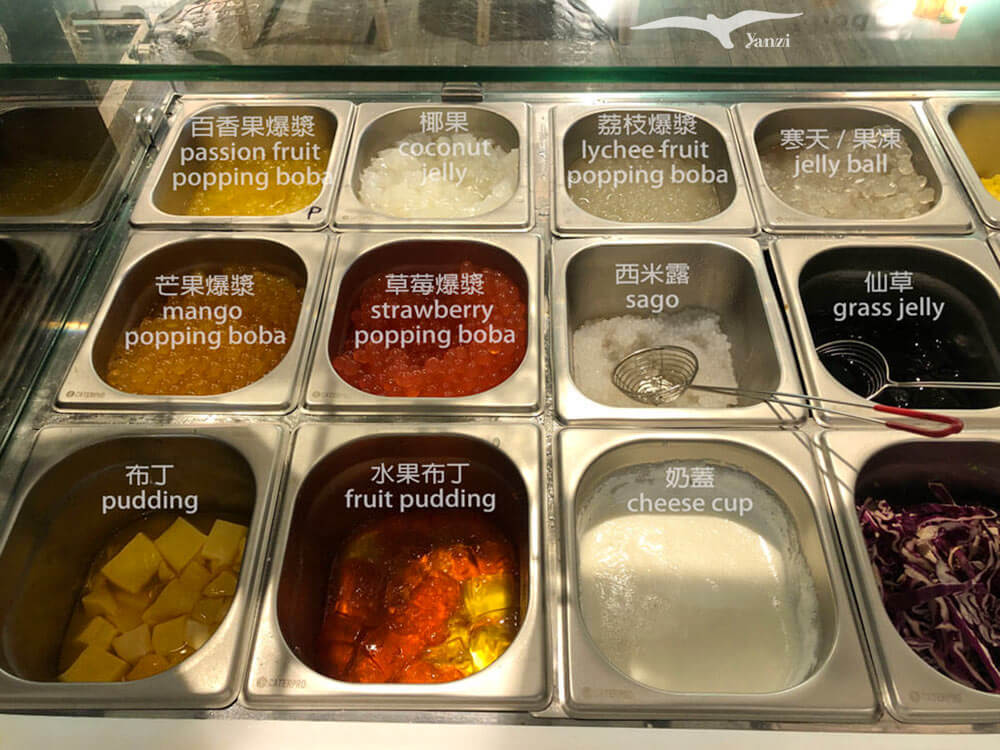 Yanzi
百香果爆漿
passion fruit
popping boba
椰果
coconut
jelly
荔枝爆漿
lychee fruit
popping boba
寒天 / 果凍
jelly ball
P
芒果爆漿
mango
popping boba
草莓爆漿
strawberry
popping boba
西米露
sago
仙草
grass jelly
CATERPRO
CATERPRO
布丁
pudding
水果布丁
fruit pudding
奶蓋
cheese cup
CATERPRO